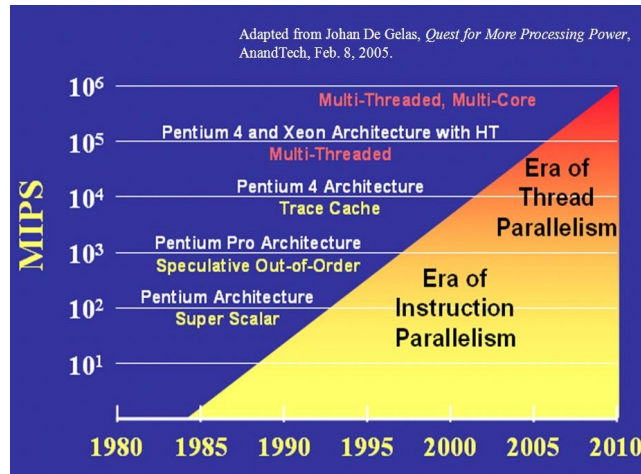 Adapted from Johan De Gelas, Quest for More Processing Power,
AnandTech, Feb. 8, 2005.
10⁶
Multi-Threaded, Multi-Core
Pentium 4 and Xeon Architecture with HT
10⁵
Multi-Threaded
Pentium 4 Architecture
10⁴
Trace Cache
Era of
Thread
Parallelism
MIPS
Pentium Pro Architecture
10³
Speculative Out-of-Order
Era of
Instruction
Parallelism
Pentium Architecture
10²
Super Scalar
10¹
1980 1985 1990 1995 2000 2005 2010